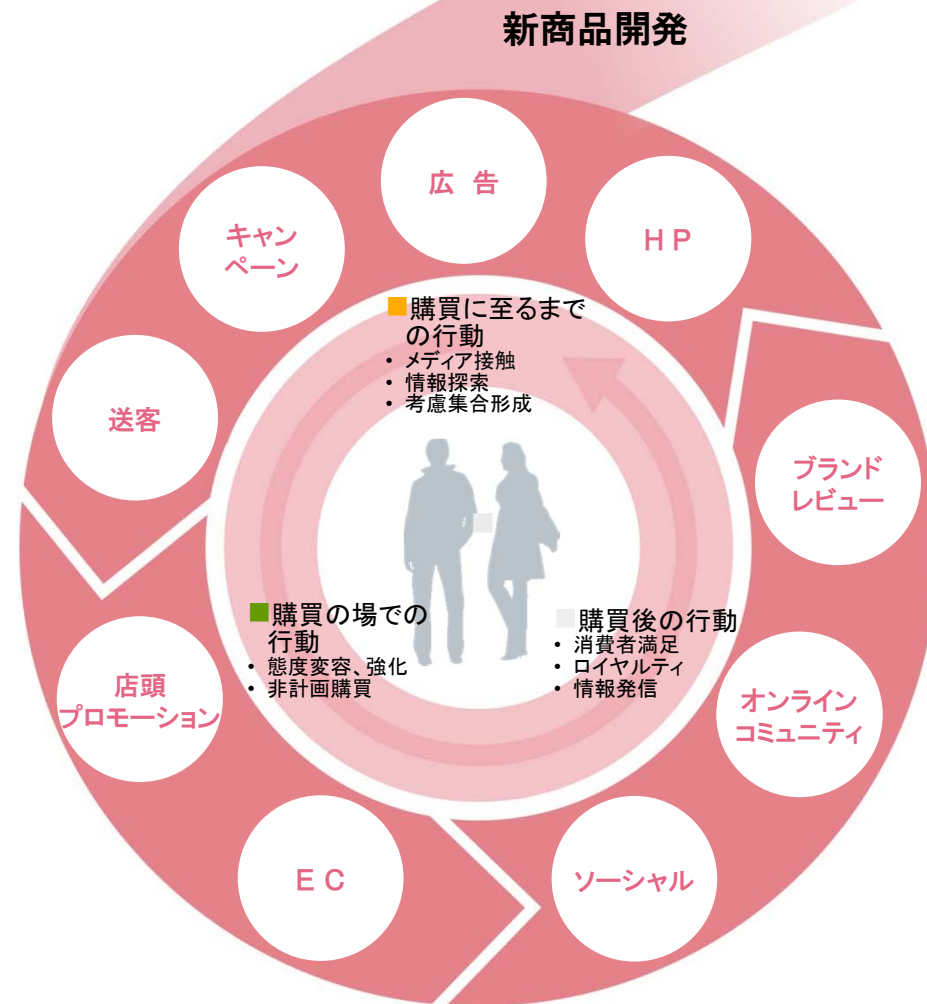 新商品開発
広 告
キャン
ペーン
ＨＰ
送客
ブランド
レビュー
店頭
プロモーション
オンライン
コミュニティ
ＥＣ
ソーシャル
■購買に至るまで
の行動
• メディア接触
• 情報探索
• 考慮集合形成
■購買の場での
行動
• 態度変容、強化
• 非計画購買
■購買後の行動
• 消費者満足
• ロイヤルティ
• 情報発信